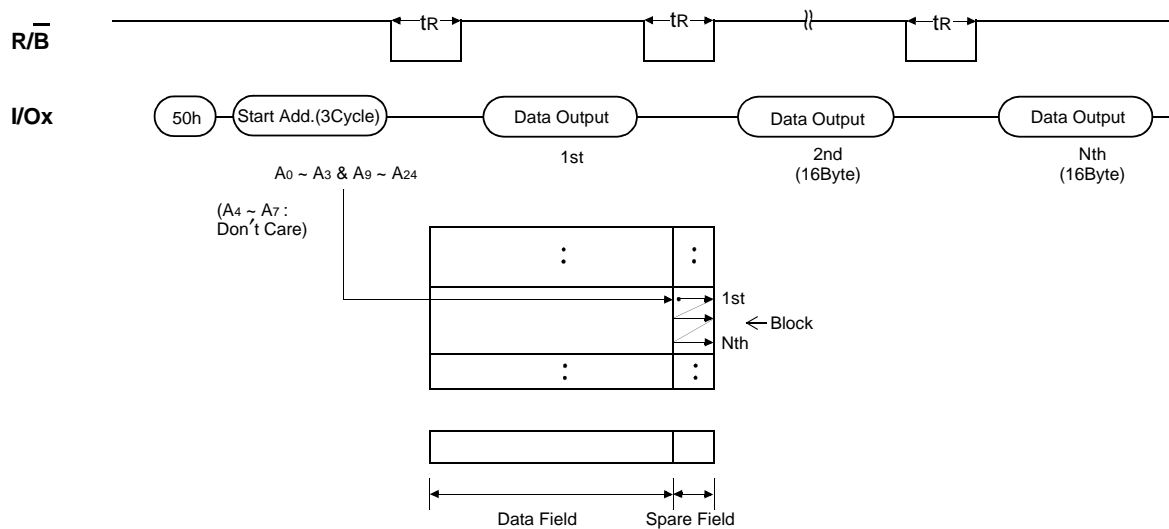 tR tR tR
R/B
I/Ox 50h Start Add.(3Cycle) Data Output Data Output Data Output
1st 2nd Nth
(16Byte) (16Byte)
A0 ~ A3 & A9 ~ A24
(A4 ~ A7 :
Don't Care)
: :
1st
Block
Nth
: :
Data Field Spare Field